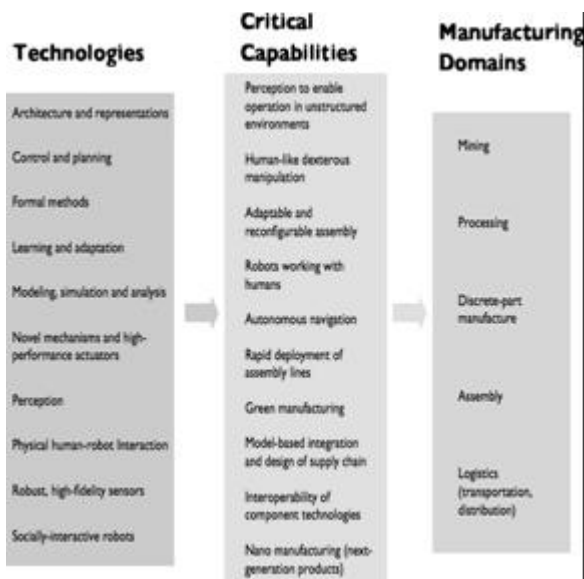 Technologies
Architecture and representations
Control and planning
Formal methods
Learning and adaptation
Modeling, simulation and analysis
Novel mechanisms and high-
performance actuators
Perception
Physical human-robot Interaction
Robust, high-fidelity sensors
Socially-interactive robots
Critical
Capabilities
Perception to enable
operation in unstructured
environments
Human-like dexterous
manipulation
Adaptable and
reconfigurable assembly
Robots working with
humans
Autonomous navigation
Rapid deployment of
assembly lines
Green manufacturing
Model-based integration
and design of supply chain
Interoperability of
component technologies
Nano manufacturing (next-
generation products)
Manufacturing
Domains
Mining
Processing
Discrete-part
manufacture
Assembly
Logistics
(transportation,
distribution)